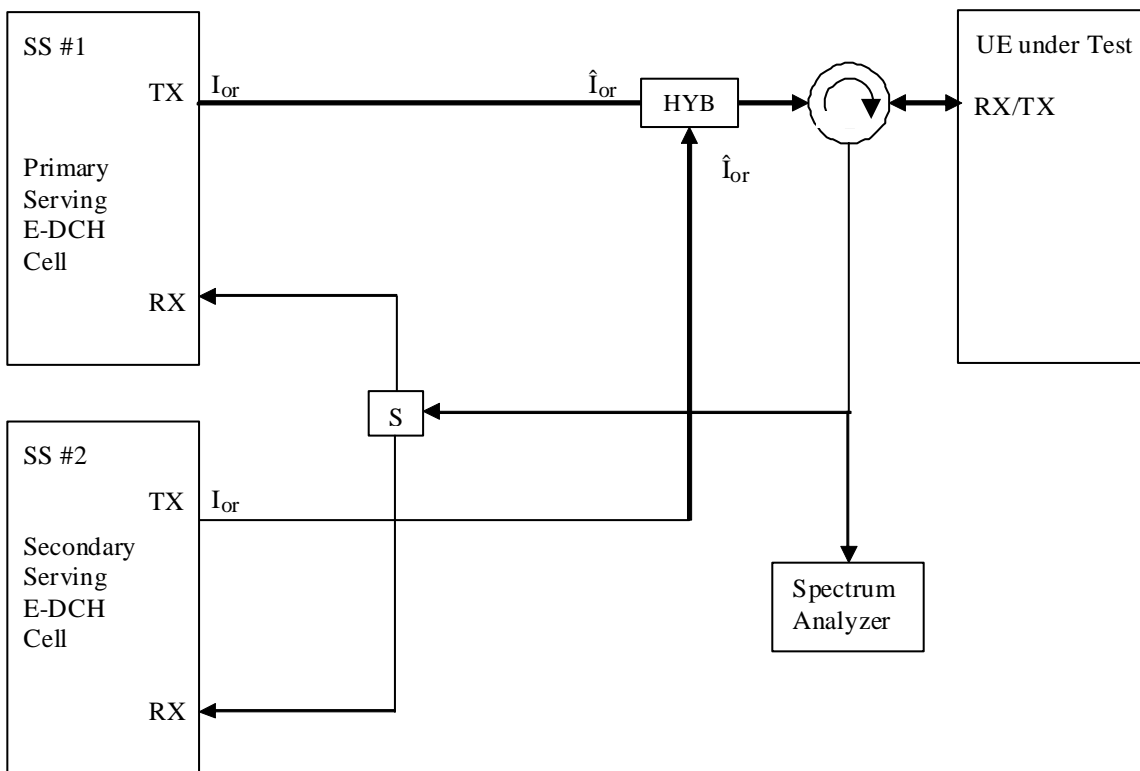 SS #1
TX
I_or
Primary
Serving
E-DCH
Cell
RX
Î_or
HYB
Î_or
UE under Test
RX/TX
S
SS #2
TX
I_or
Secondary
Serving
E-DCH
Cell
RX
Spectrum
Analyzer